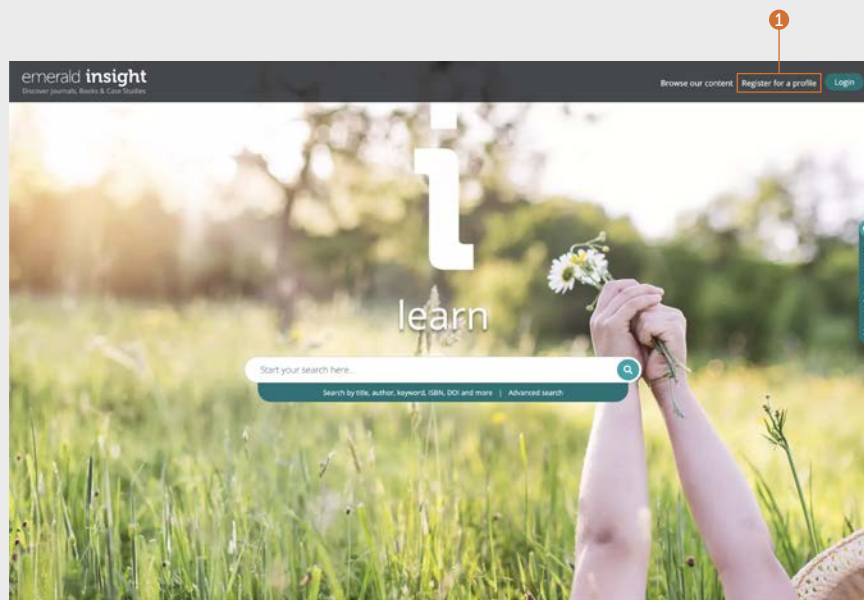 1
emerald insight
Discover Journals, Books & Case Studies
Browse our content Register for a profile Login
i
learn
Start your search here...
Search by title, author, keyword, ISBN, DOI and more | Advanced search